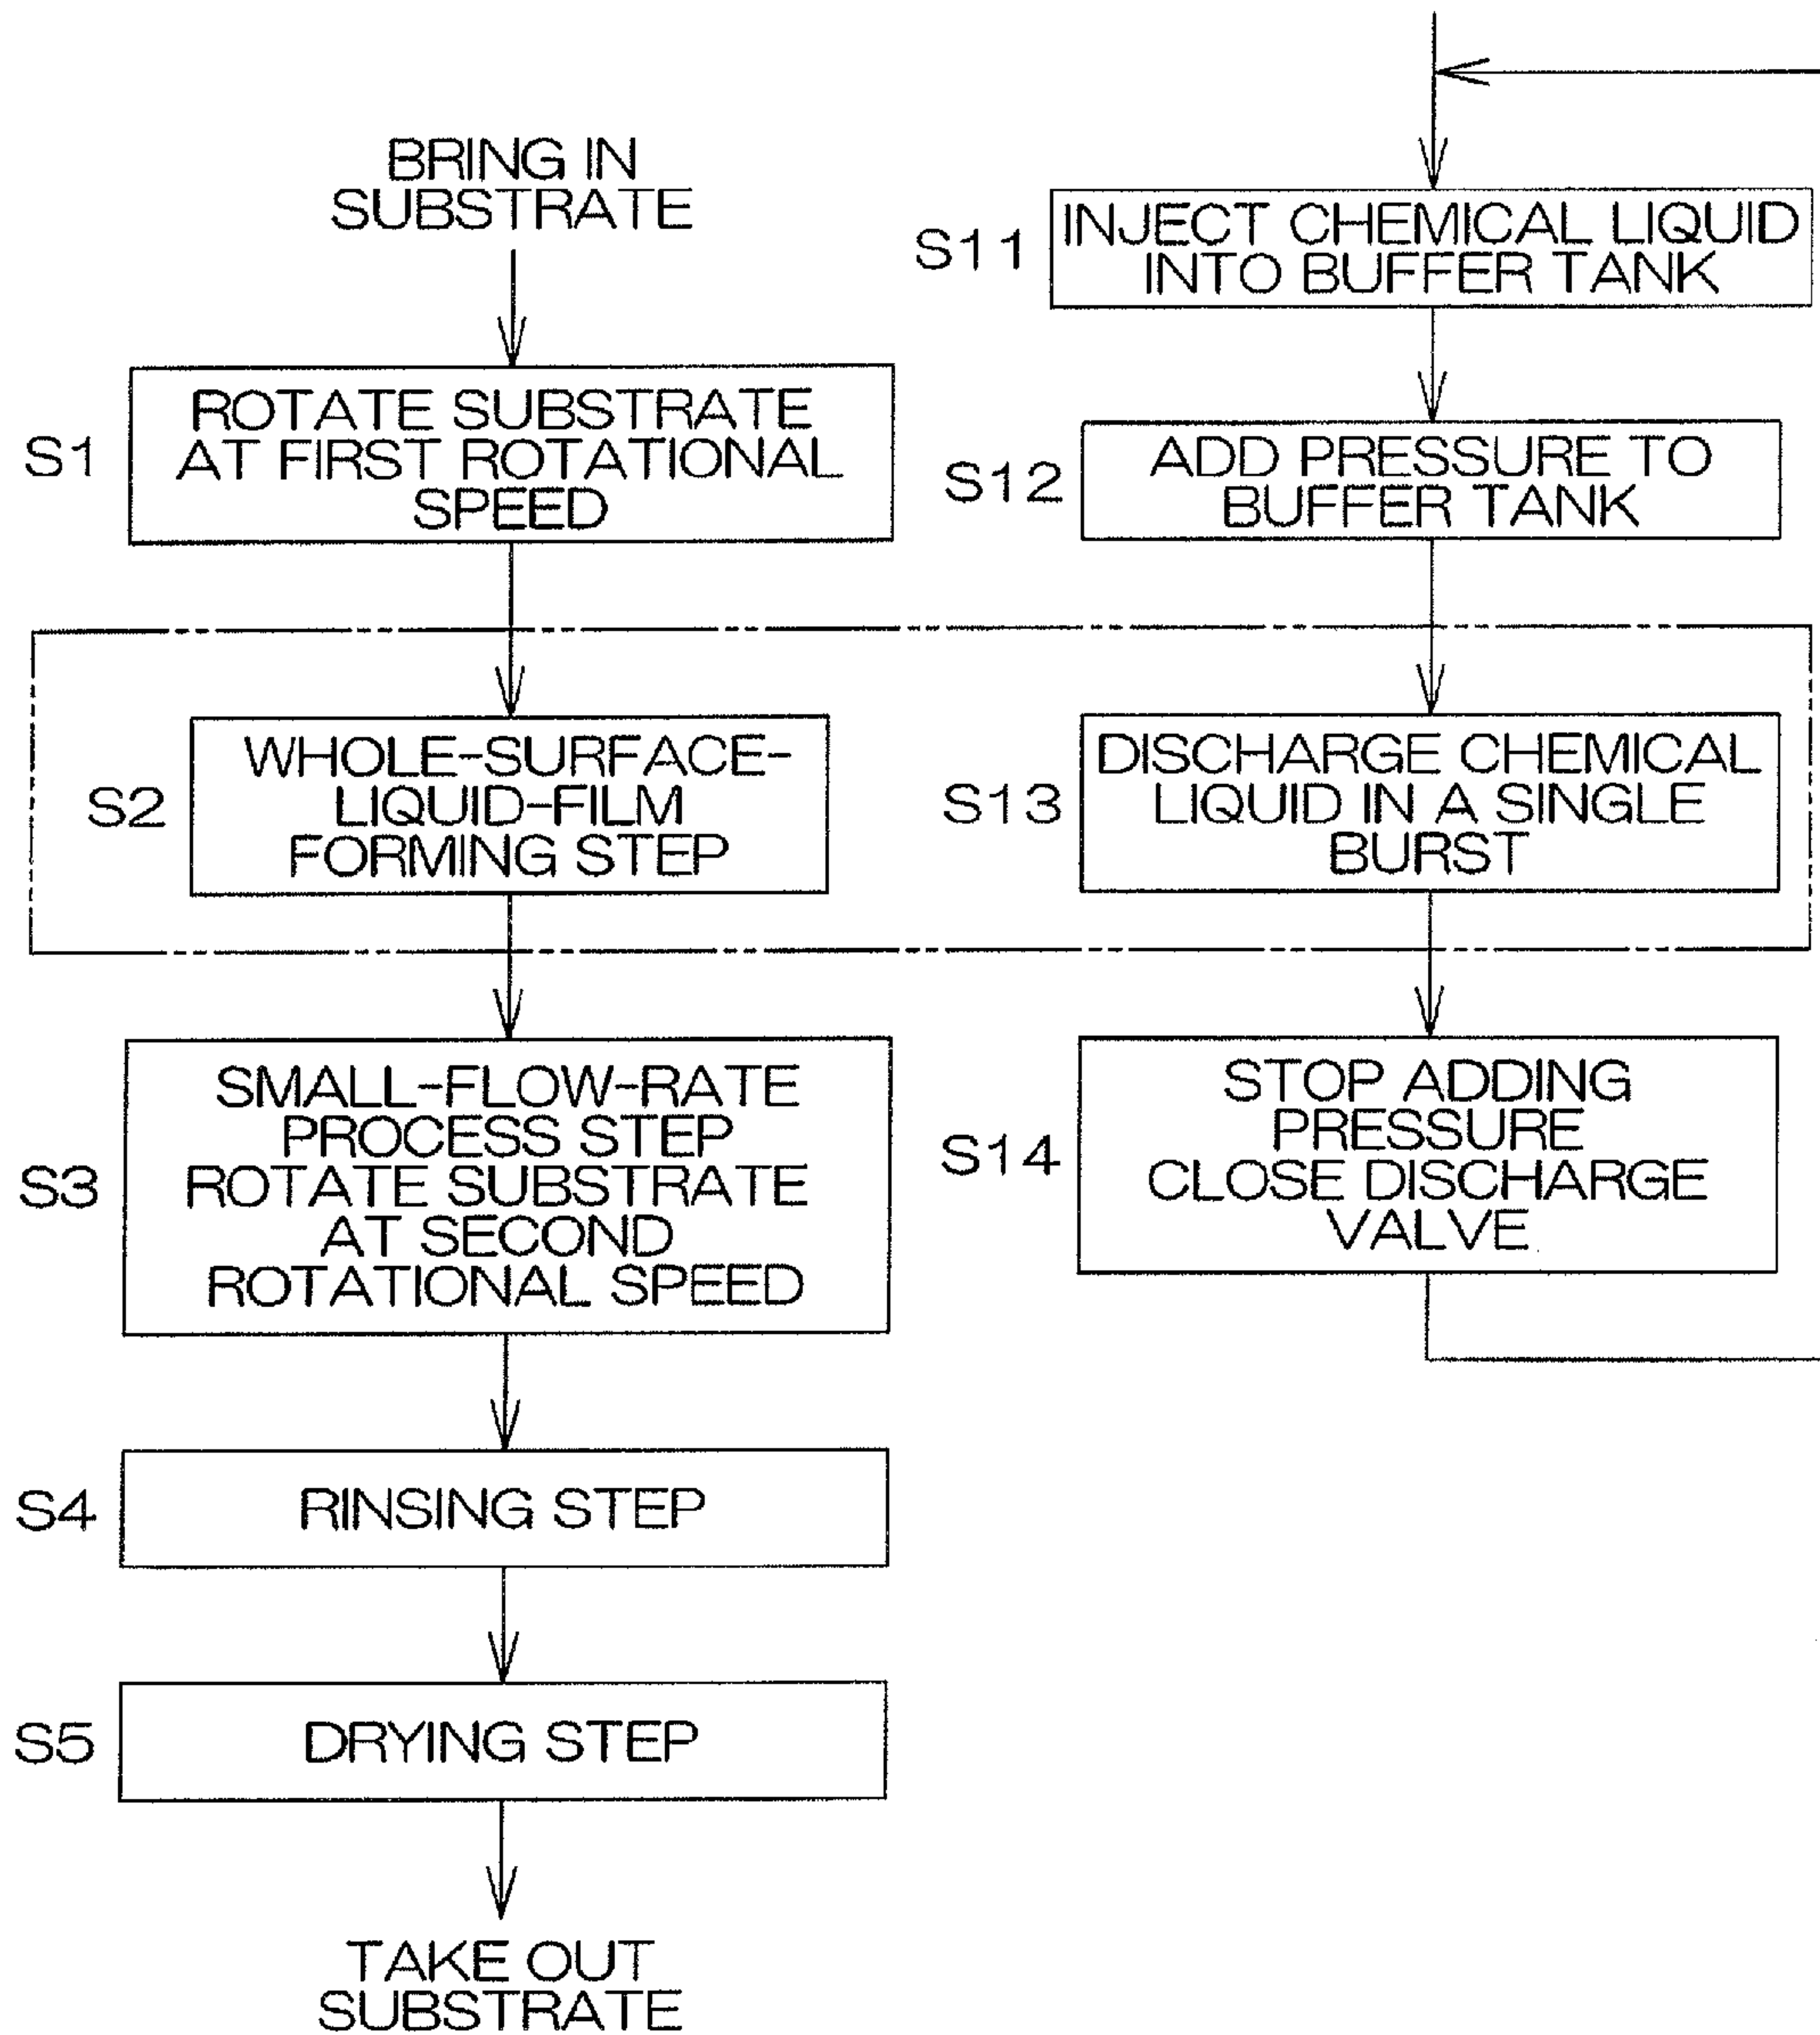 BRING IN
SUBSTRATE
S1
ROTATE SUBSTRATE
AT FIRST ROTATIONAL
SPEED
S2
WHOLE-SURFACE-
LIQUID-FILM
FORMING STEP
S3
SMALL-FLOW-RATE
PROCESS STEP
ROTATE SUBSTRATE
AT SECOND
ROTATIONAL SPEED
S4
RINSING STEP
S5
DRYING STEP
TAKE OUT
SUBSTRATE
S11
INJECT CHEMICAL LIQUID
INTO BUFFER TANK
S12
ADD PRESSURE TO
BUFFER TANK
S13
DISCHARGE CHEMICAL
LIQUID IN A SINGLE
BURST
S14
STOP ADDING
PRESSURE
CLOSE DISCHARGE
VALVE